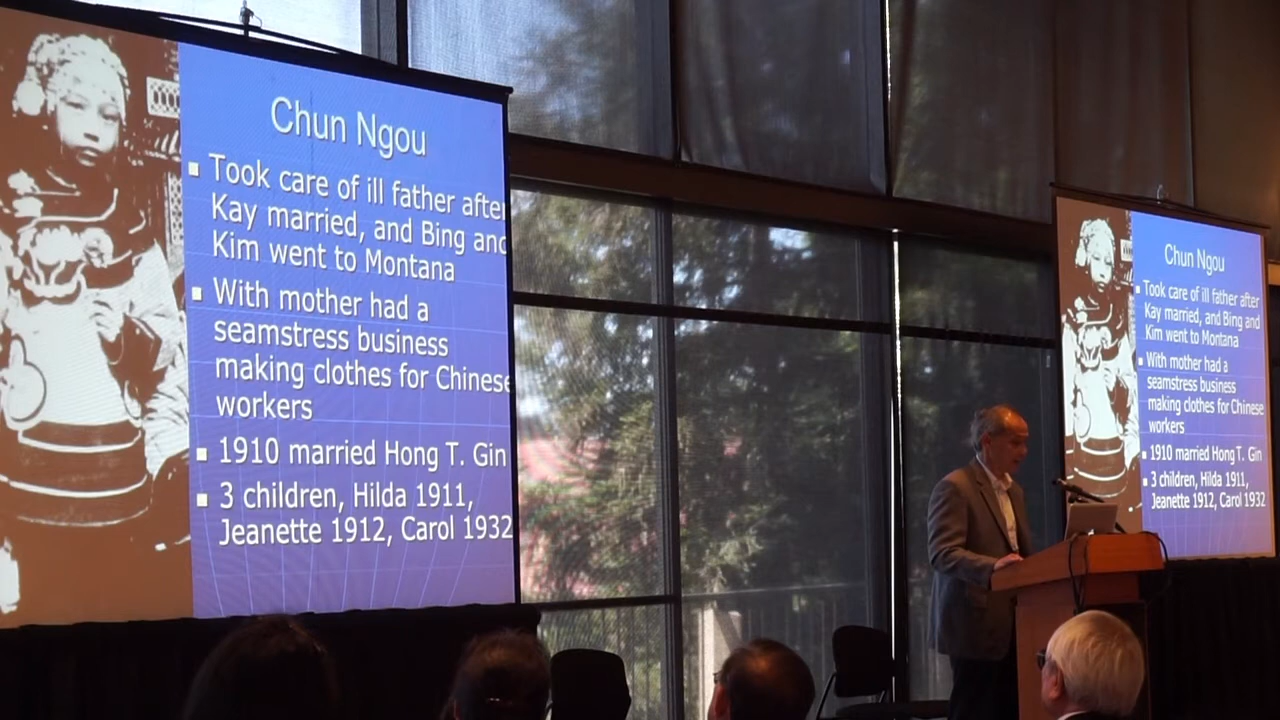 Chun Ngou
▪ Took care of ill father after
Kay married, and Bing and
Kim went to Montana
▪ With mother had a
seamstress business
making clothes for Chinese
workers
▪ 1910 married Hong T. Gin
▪ 3 children, Hilda 1911,
Jeanette 1912, Carol 1932
Chun Ngou
▪ Took care of ill father after
Kay married, and Bing and
Kim went to Montana
▪ With mother had a
seamstress business
making clothes for Chinese
workers
▪ 1910 married Hong T. Gin
▪ 3 children, Hilda 1911,
Jeanette 1912, Carol 1932